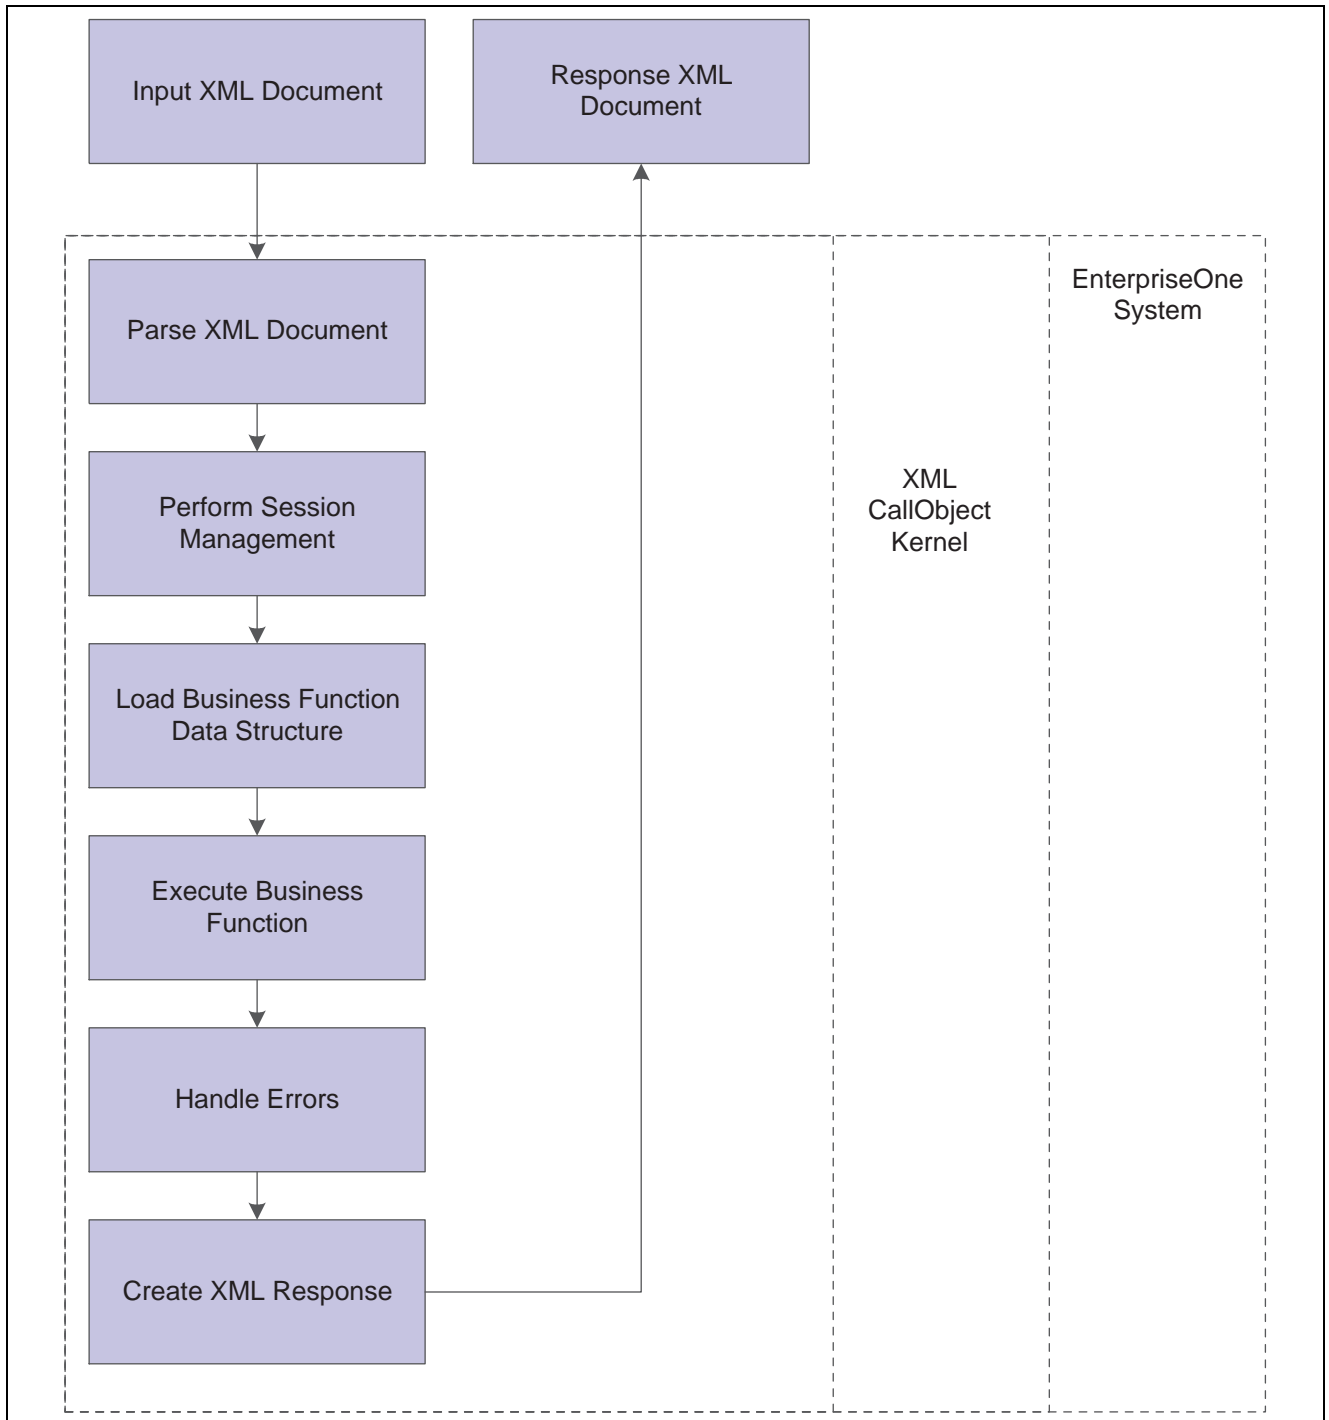 Input XML Document
Response XML
Document
Parse XML Document
EnterpriseOne
System
Perform Session
Management
XML
CallObject
Kernel
Load Business Function
Data Structure
Execute Business
Function
Handle Errors
Create XML Response